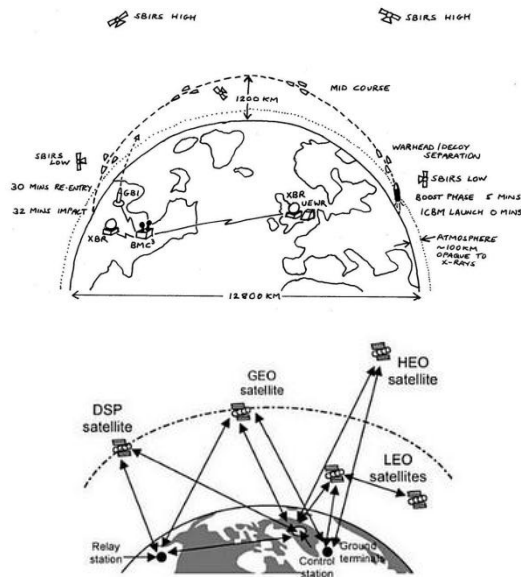 SBIRS HIGH
SBIRS HIGH
MID COURSE
1200 KM
WARHEAD/DECOY
SEPARATION
SBIRS
LOW
SBIRS LOW
30 MINS RE-ENTRY
GBI
XBR
UEWR
BOOST PHASE 5 MINS
32 MINS IMPACT
ICBM LAUNCH 0 MINS
XBR
BMC³
ATMOSPHERE
~100KM
OPAQUE TO
X-RAYS
12800KM
HEO
satellite
GEO
satellite
DSP
satellite
LEO
satellites
Relay
station
Ground
terminals
Control
station